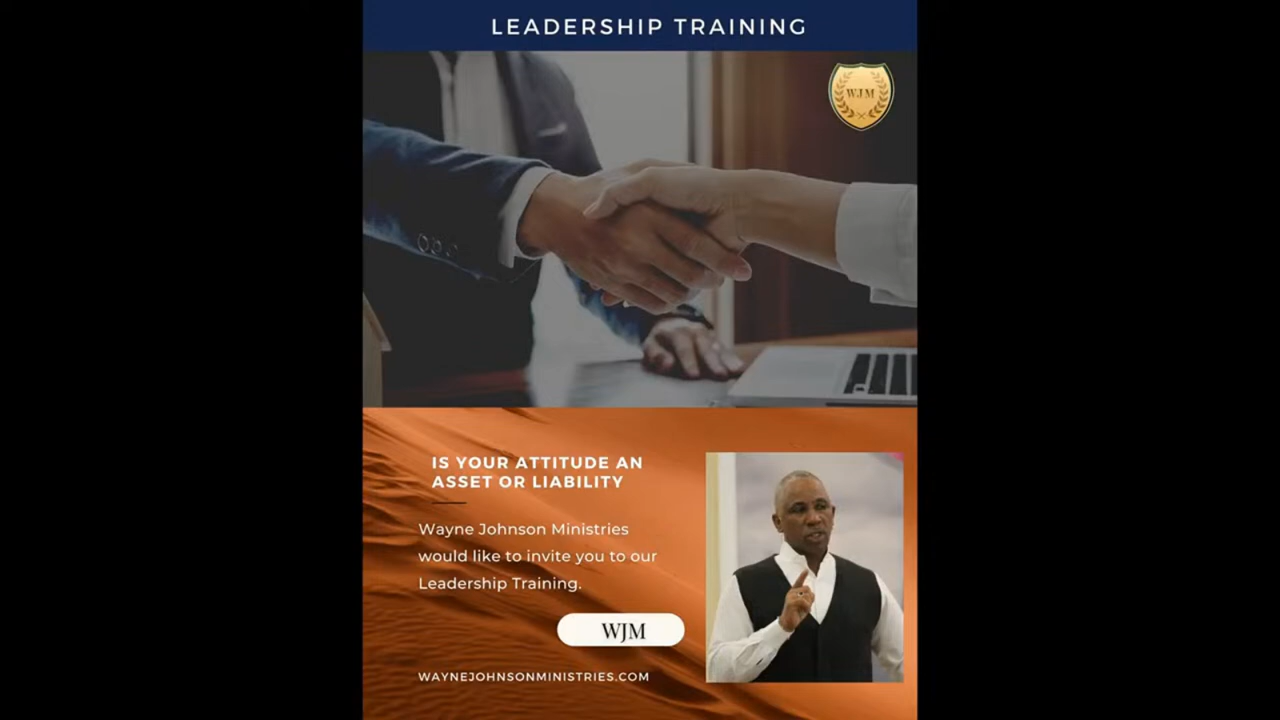 LEADERSHIP TRAINING
WJM
IS YOUR ATTITUDE AN
ASSET OR LIABILITY
Wayne Johnson Ministries
would like to invite you to our
Leadership Training.
WJM
WAYNEJOHNSONMINISTRIES.COM